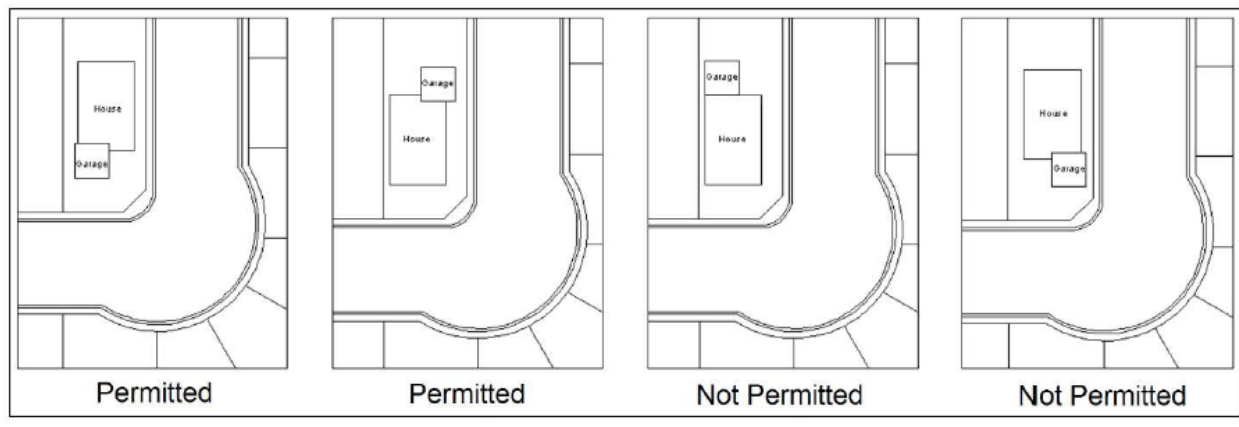 House
Garage
Permitted
Garage
House
Permitted
Garage
House
Not Permitted
House
Garage
Not Permitted